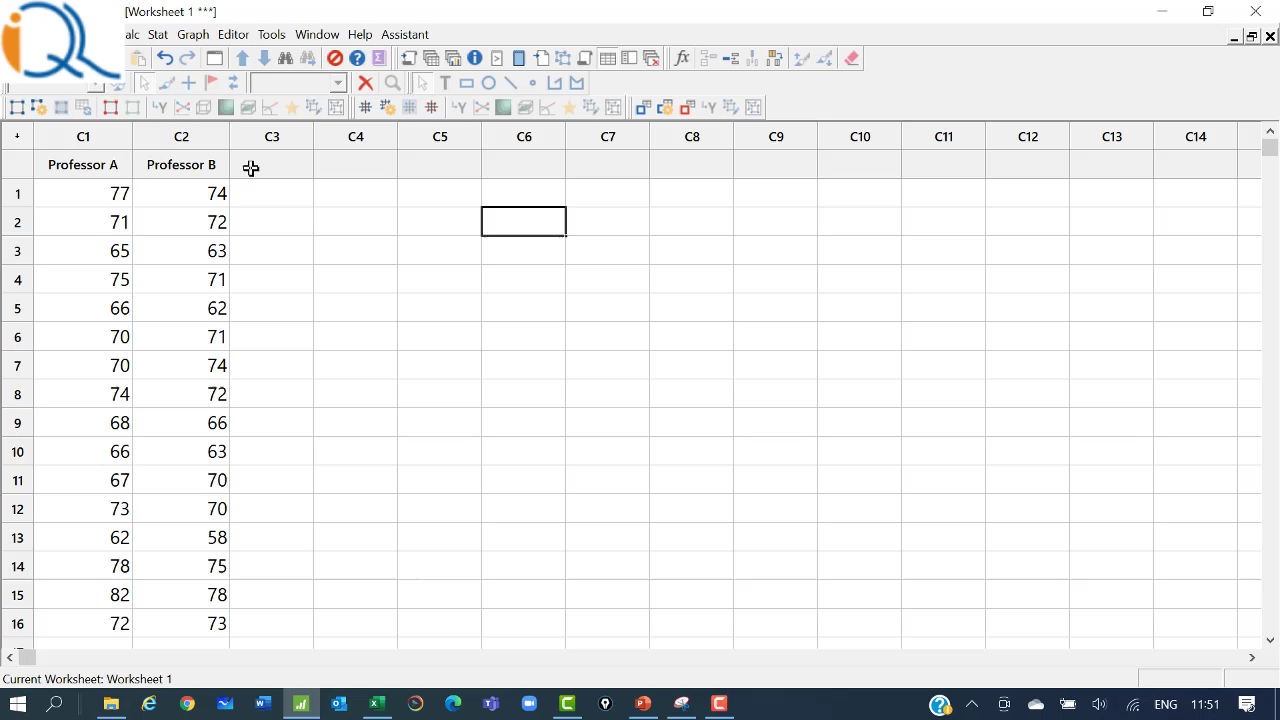 iQ
[Worksheet 1 ***]
alc Stat Graph Editor Tools Window Help Assistant
C1 C2 C3 C4 C5 C6 C7 C8 C9 C10 C11 C12 C13 C14
Professor A Professor B
1 77 74
2 71 72
3 65 63
4 75 71
5 66 62
6 70 71
7 70 74
8 74 72
9 68 66
10 66 63
11 67 70
12 73 70
13 62 58
14 78 75
15 82 78
16 72 73
Current Worksheet: Worksheet 1
ENG 11:51